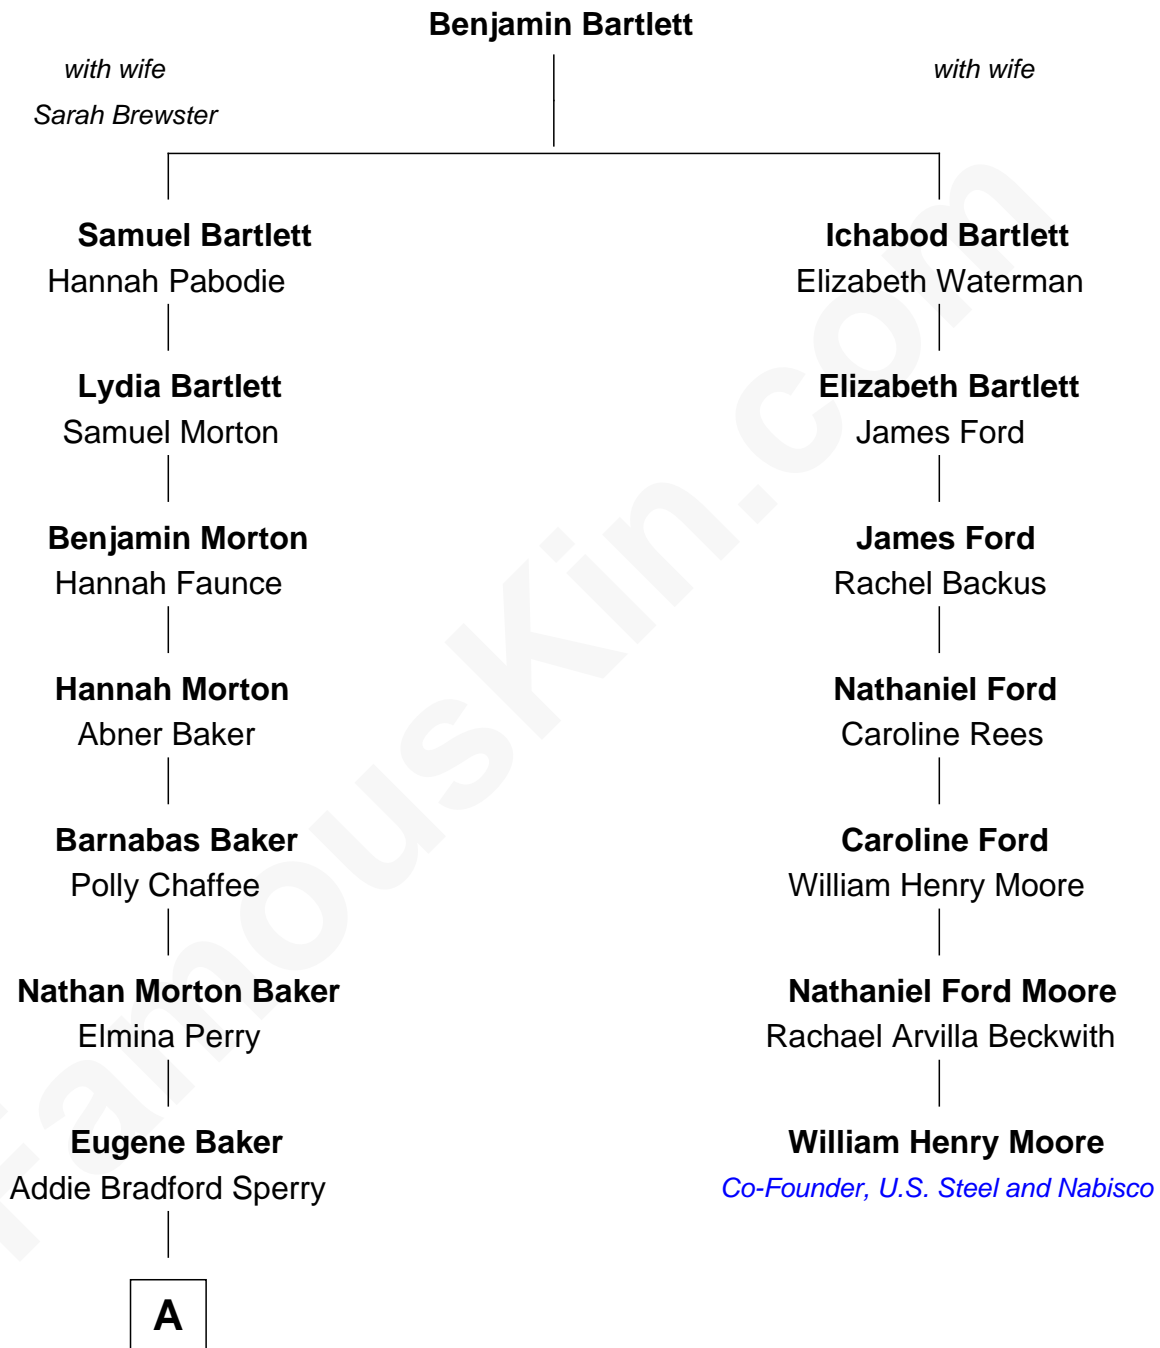 Benjamin Bartlett
with wife
Sarah Brewster
with wife
Samuel Bartlett
Hannah Pabodie
Ichabod Bartlett
Elizabeth Waterman
Lydia Bartlett
Samuel Morton
Elizabeth Bartlett
James Ford
Benjamin Morton
Hannah Faunce
James Ford
Rachel Backus
Hannah Morton
Abner Baker
Nathaniel Ford
Caroline Rees
Barnabas Baker
Polly Chaffee
Caroline Ford
William Henry Moore
Nathan Morton Baker
Elmina Perry
Nathaniel Ford Moore
Rachael Arvilla Beckwith
Eugene Baker
Addie Bradford Sperry
William Henry Moore
Co-Founder, U.S. Steel and Nabisco
A
FamousKin.com